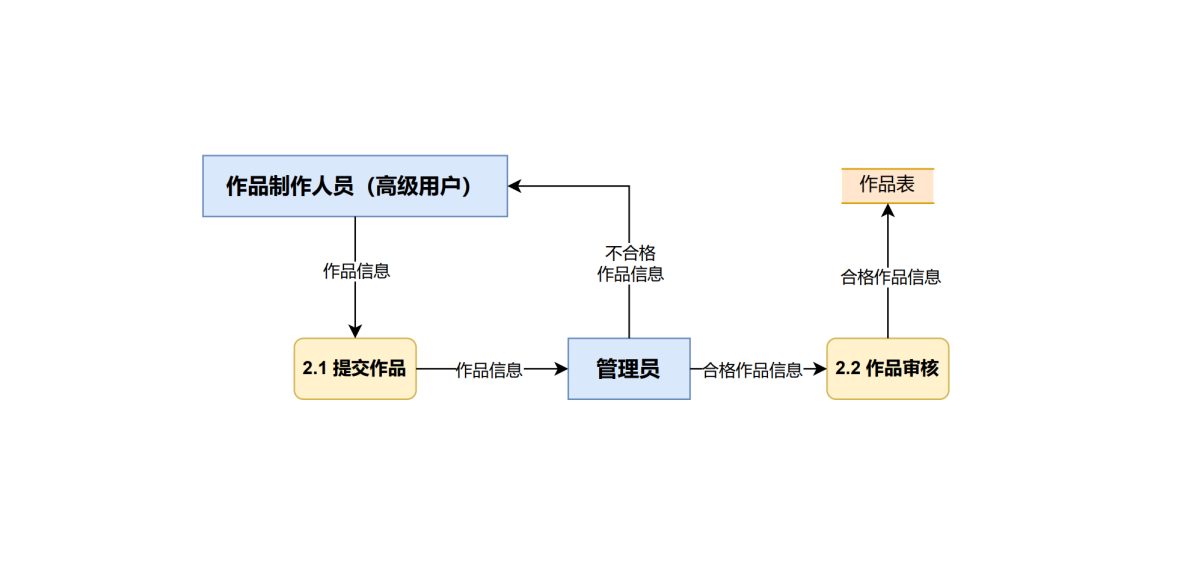 作品制作人员（高级用户）
作品表
作品信息
不合格
作品信息
合格作品信息
2.1 提交作品
作品信息
管理员
合格作品信息
2.2 作品审核